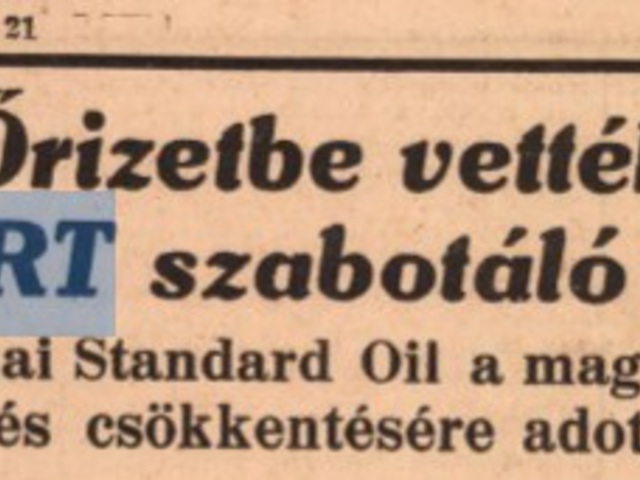 21
Őrizetbe vették
RT szabotáló
ai Standard Oil a mag
és csökkentésére adot